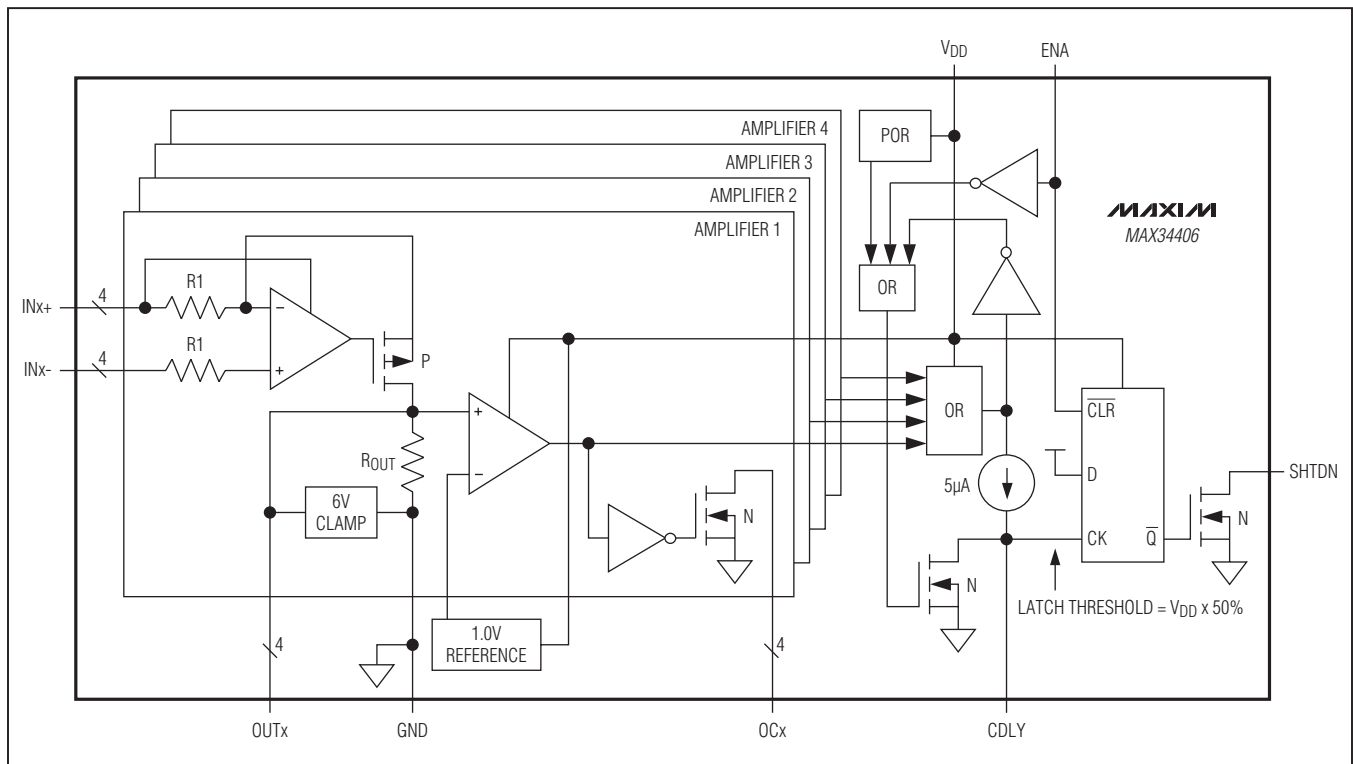 VDD
ENA
AMPLIFIER 4
POR
AMPLIFIER 3
AMPLIFIER 2
MAXIM
MAX34406
AMPLIFIER 1
OR
INx+
4
R1
−
INx-
4
R1
+
P
+
−
ROUT
6V
CLAMP
N
OR
5µA
CLR
D
CK
Q
N
SHTDN
N
LATCH THRESHOLD = VDD x 50%
1.0V
REFERENCE
4
4
OUTx
GND
OCx
CDLY